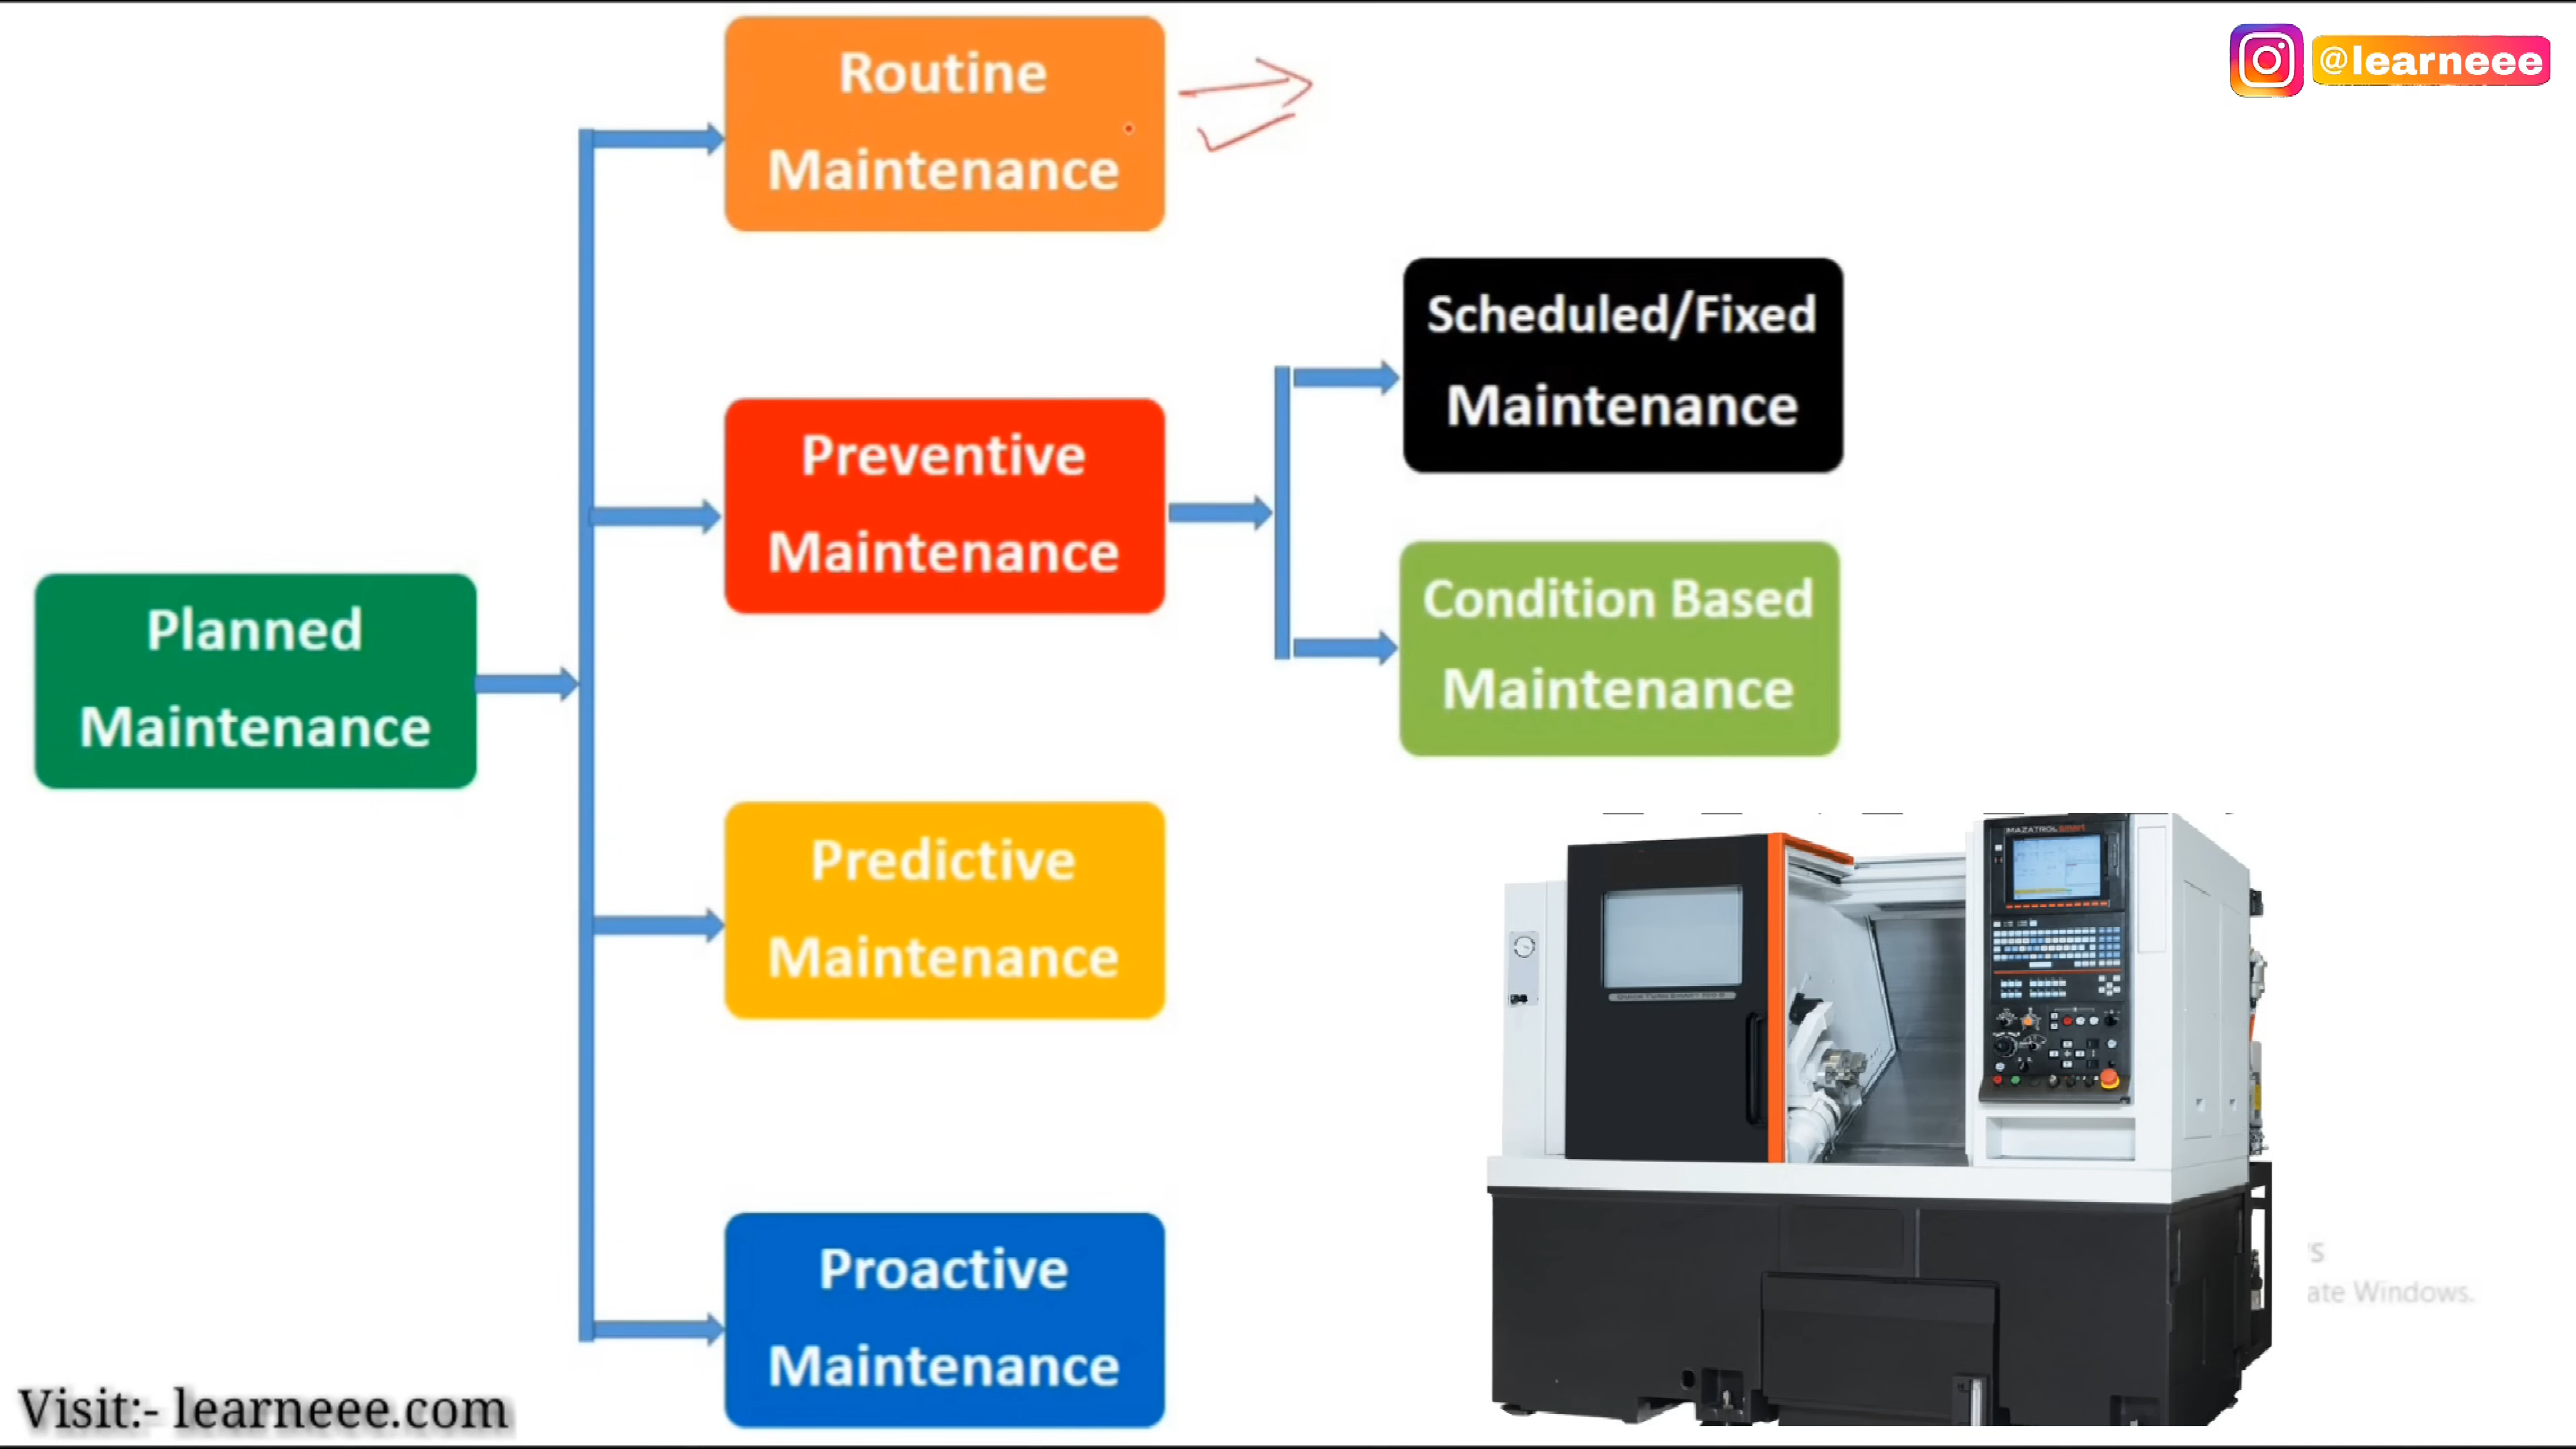 Routine
Maintenance
@learneee
Scheduled/Fixed
Maintenance
Preventive
Maintenance
Condition Based
Maintenance
Planned
Maintenance
Predictive
Maintenance
MAZATROL smart
Proactive
Maintenance
s
ate Windows.
Visit:- learneee.com